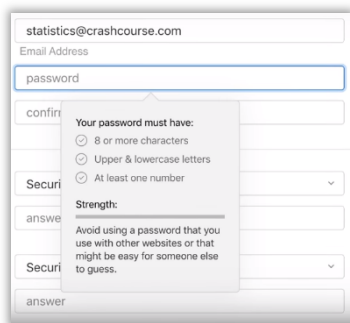 statistics@crashcourse.com
Email Address
password
confir
Your password must have:
8 or more characters
Upper & lowercase letters
At least one number
Strength:
Avoid using a password that you
use with other websites or that
might be easy for someone else
to guess.
Securi
answe
Securi
answer